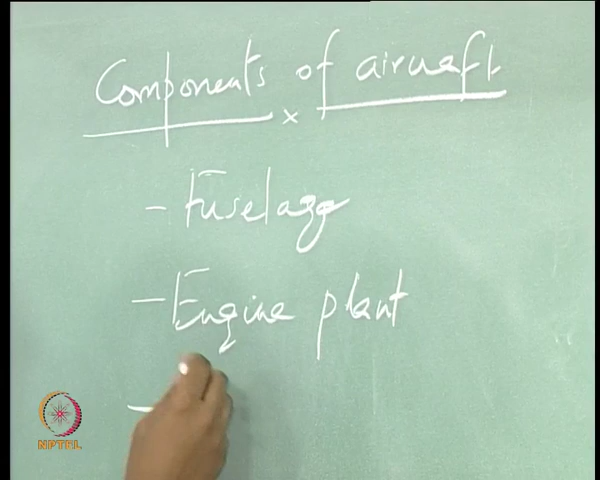 Components of aircraft
x
- Fuselage
- Engine plant
-
NPTEL